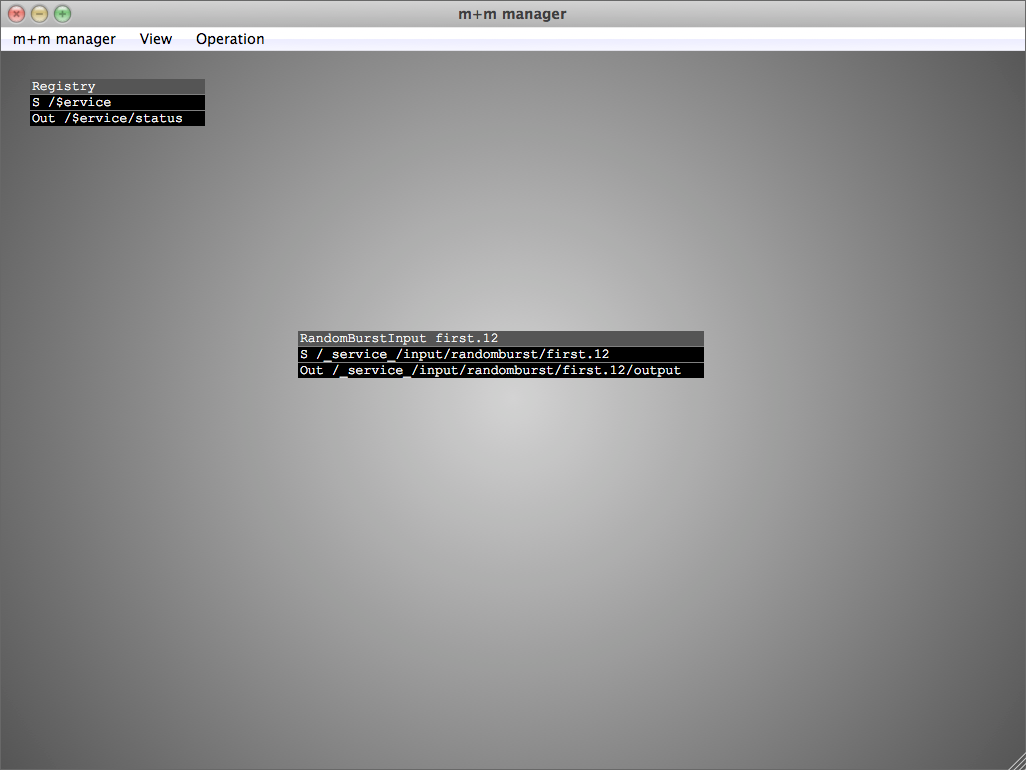 m+m manager
m+m manager View Operation
Registry
S /$ervice
Out /$ervice/status
RandomBurstInput first.12
S /_service_/input/randomburst/first.12
Out /_service_/input/randomburst/first.12/output